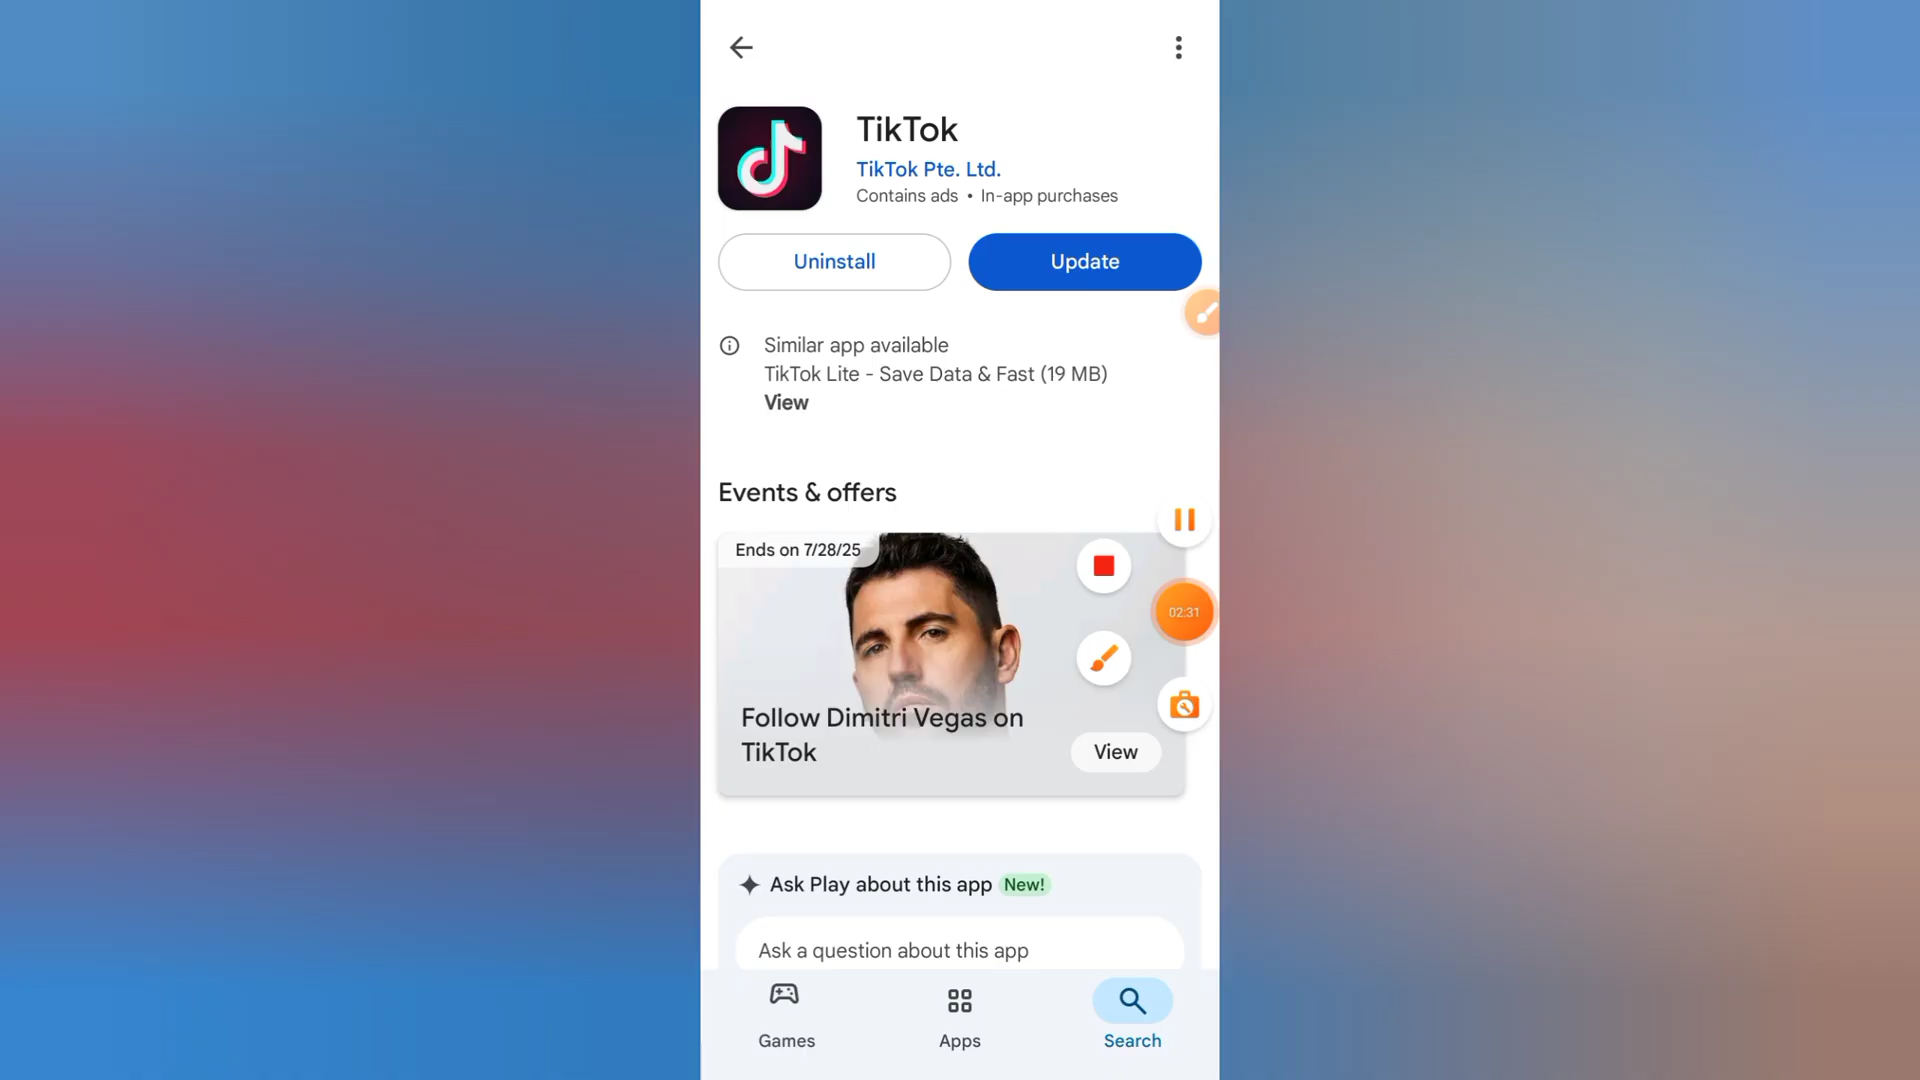 TikTok
TikTok Pte. Ltd.
Contains ads • In-app purchases
Uninstall
Update
Similar app available
TikTok Lite - Save Data & Fast (19 MB)
View
Events & offers
Ends on 7/28/25
02:31
Follow Dimitri Vegas on
TikTok
View
Ask Play about this app New!
Ask a question about this app
Games
Apps
Search